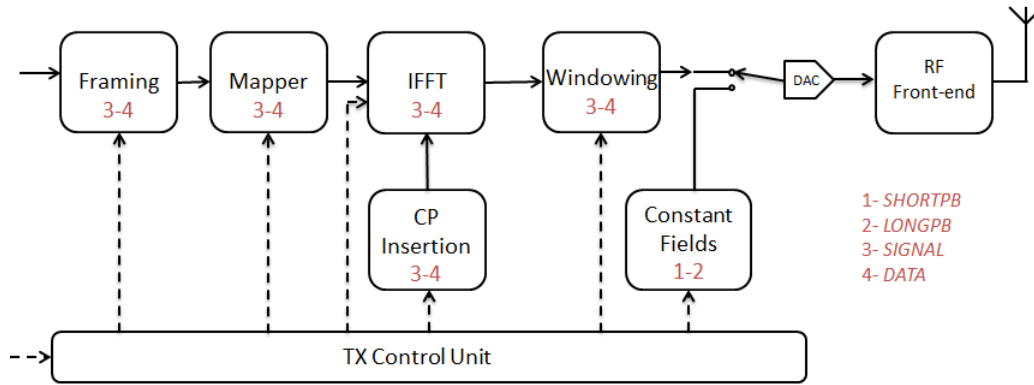 Framing
3-4
Mapper
3-4
IFFT
3-4
Windowing
3-4
DAC
RF
Front-end
CP
Insertion
3-4
Constant
Fields
1-2
1- SHORTPB
2- LONGPB
3- SIGNAL
4- DATA
TX Control Unit